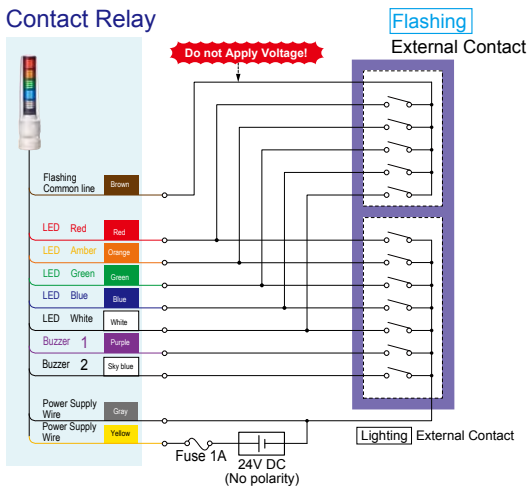 Contact Relay
Flashing
External Contact
Do not Apply Voltage!
Flashing
Common line
Brown
LED Red
Red
LED Amber
Orange
LED Green
Green
LED Blue
Blue
LED White
White
Buzzer 1
Purple
Buzzer 2
Sky blue
Power Supply
Wire
Gray
Power Supply
Wire
Yellow
Fuse 1A
24V DC
(No polarity)
Lighting External Contact